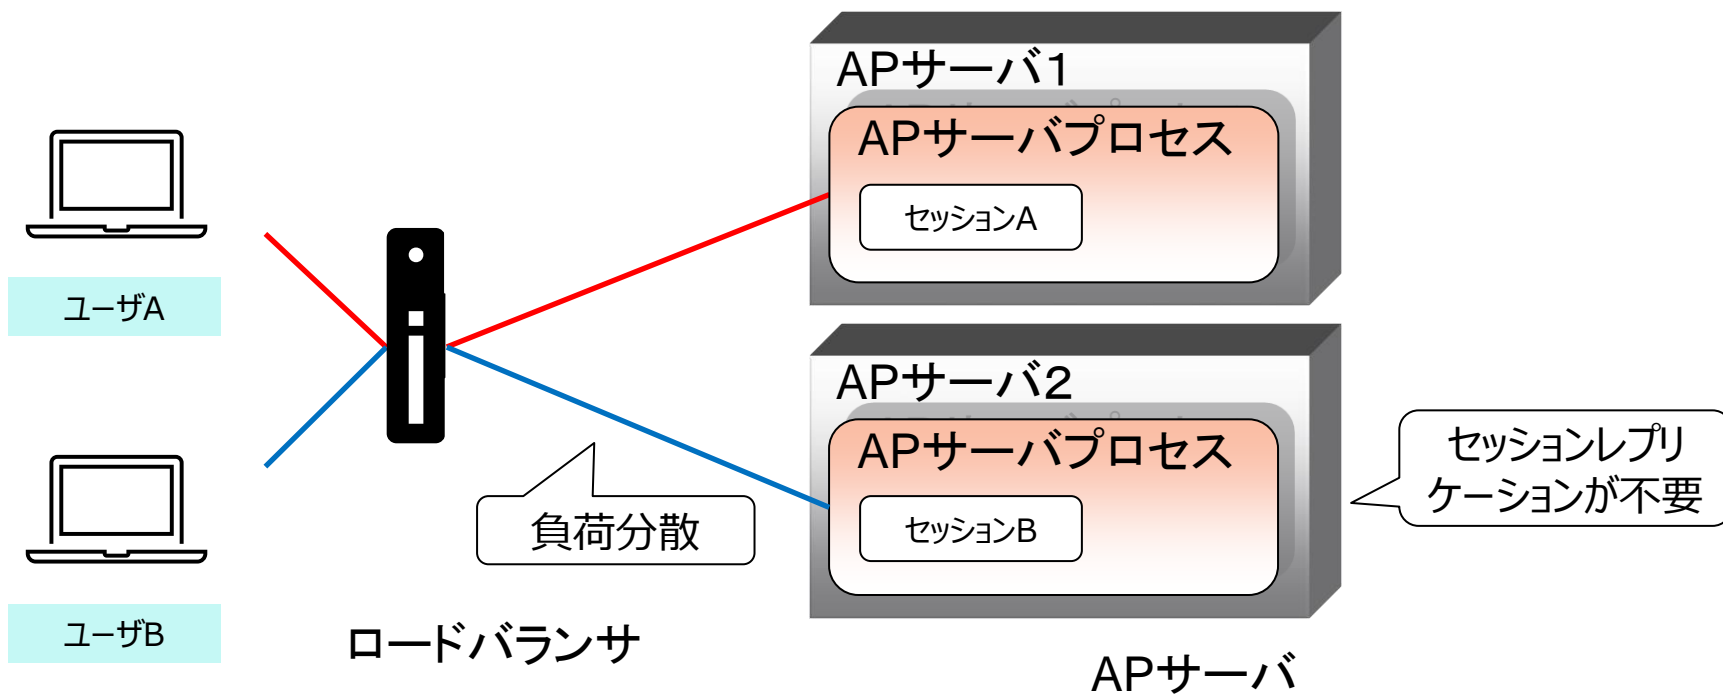 APサーバ1
APサーバプロセス
セッションA
ユーザA
APサーバ2
APサーバプロセス
セッションB
セッションレプリ
ケーションが不要
負荷分散
ユーザB
ロードバランサ
APサーバ